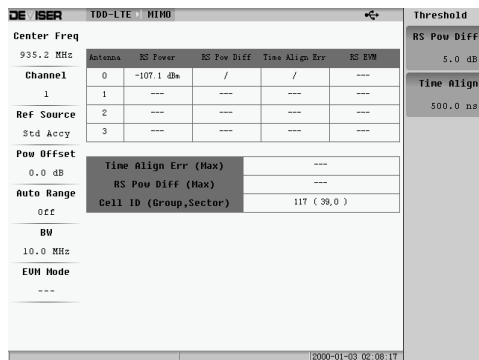 DEVISER TDD-LTE MIMO
Threshold
Center Freq
935.2 MHz
Channel
1
Ref Source
Std Accy
Pow Offset
0.0 dB
Auto Range
Off
BW
10.0 MHz
EVM Mode
---
Antenna RS Power RS Pow Diff Time Align Err RS EVM
0 -107.1 dBm / / ---
1 --- --- --- ---
2 --- --- --- ---
3 --- --- --- ---
Time Align Err (Max) ---
RS Pow Diff (Max) ---
Cell ID (Group,Sector) 117 ( 39,0 )
RS Pow Diff
5.0 dB
Time Align
500.0 ns
2000-01-03 02:08:17